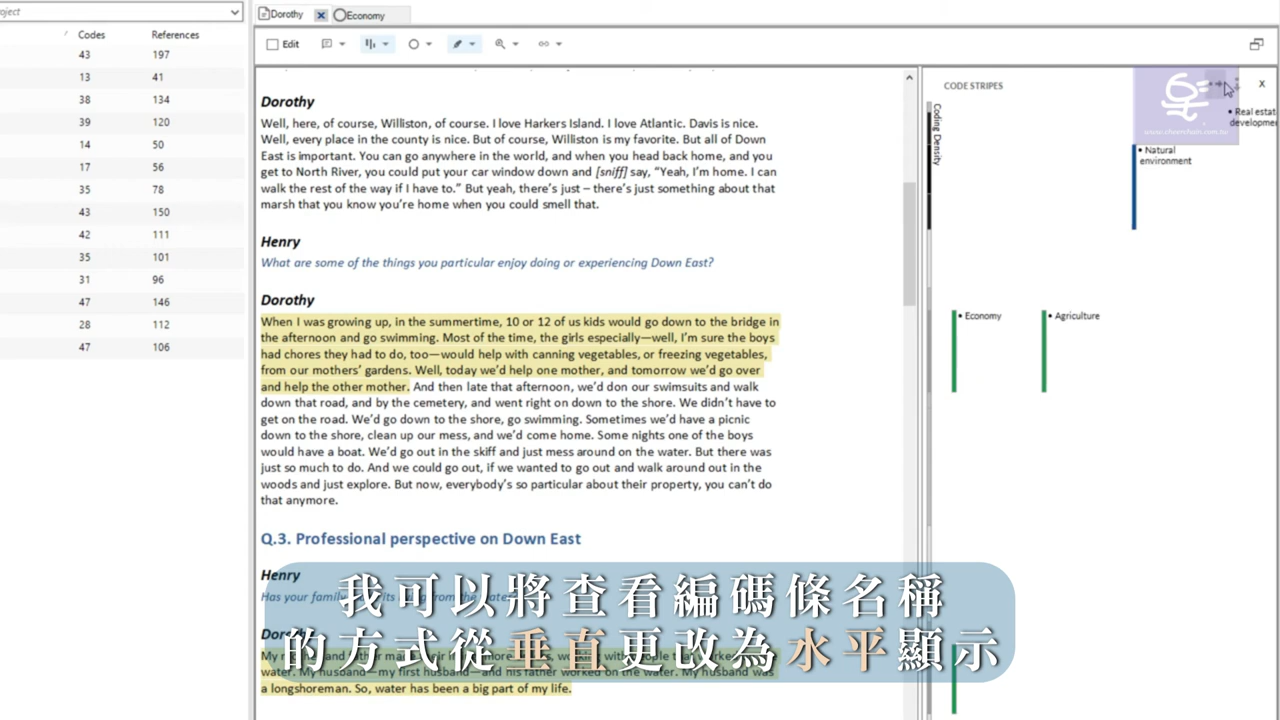 oject
Codes References
43 197
13 41
38 134
39 120
14 50
17 56
35 78
43 150
42 111
35 101
31 96
47 146
28 112
47 106
Dorothy
Economy
Edit
Dorothy
Well, here, of course, Williston, of course. I love Harkers Island. I love Atlantic. Davis is nice.
Well, every place in the county is nice. But of course, Williston is my favorite. But all of Down
East is important. You can go anywhere in the world, and when you head back home, and you
get to North River, you could put your car window down and [sniff] say, “Yeah, I’m home. I can
walk the rest of the way if I have to.” But yeah, there’s just – there’s just something about that
marsh that you know you’re home when you could smell that.
Henry
What are some of the things you particular enjoy doing or experiencing Down East?
Dorothy
When I was growing up, in the summertime, 10 or 12 of us kids would go down to the bridge in
the afternoon and go swimming. Most of the time, the girls especially—well, I’m sure the boys
had chores they had to do, too—would help with canning vegetables, or freezing vegetables,
from our mothers’ gardens. Well, today we’d help one mother, and tomorrow we’d go over
and help the other mother. And then late that afternoon, we’d don our swimsuits and walk
down that road, and by the cemetery, and went right on down to the shore. We didn’t have to
get on the road. We’d go down to the shore, go swimming. Sometimes we’d have a picnic
down to the shore, clean up our mess, and we’d come home. Some nights one of the boys
would have a boat. We’d go out in the skiff and just mess around on the water. But there was
just so much to do. And we could go out, if we wanted to go out and walk around out in the
woods and just explore. But now, everybody’s so particular about their property, you can’t do
that anymore.
Q.3. Professional perspective on Down East
Henry
Has your family
Dorothy
water. My husband—my first husband—and his father worked on the water. My husband was
a longshoreman. So, water has been a big part of my life.
CODE STRIPES
X
Coding Density
• Real estat
developme
• Natural
environment
• Economy
• Agriculture
我可以將查看編碼條名稱
的方式從垂直更改為水平顯示